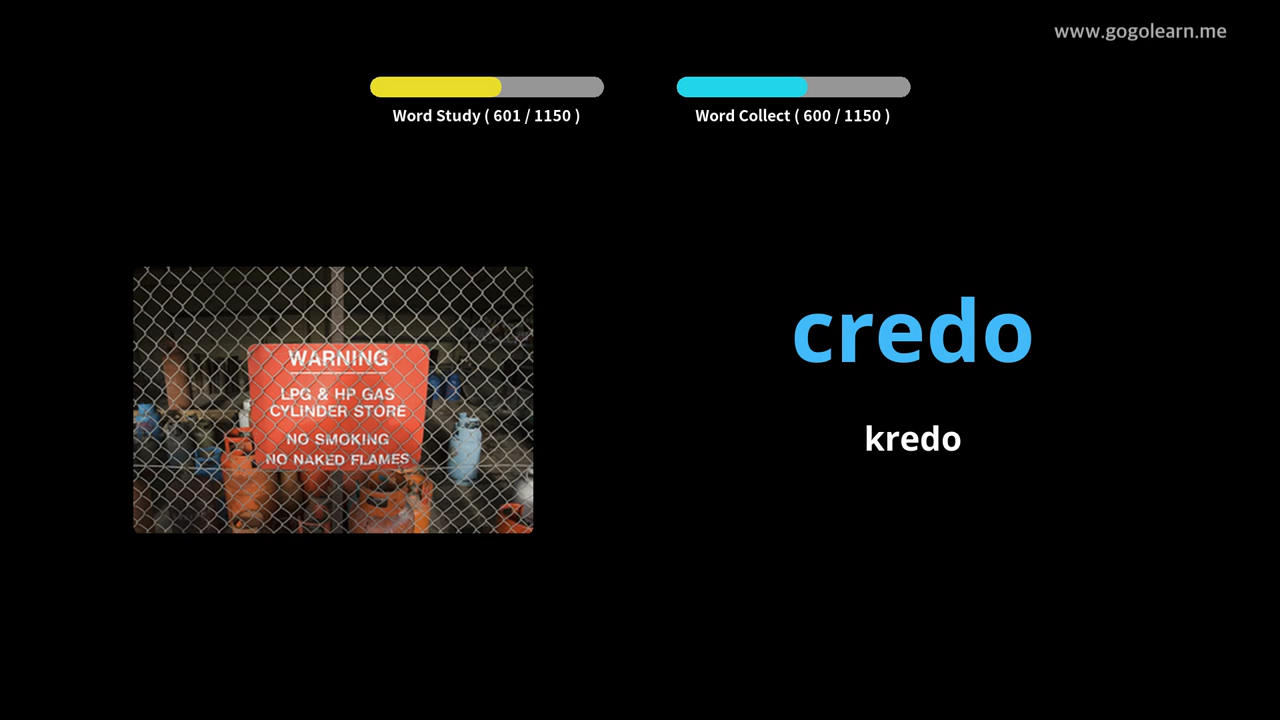 www.gogolearn.me
Word Study ( 601 / 1150 )
Word Collect ( 600 / 1150 )
WARNING
LPG & HP GAS
CYLINDER STORE
NO SMOKING
NO NAKED FLAMES
credo
kredo